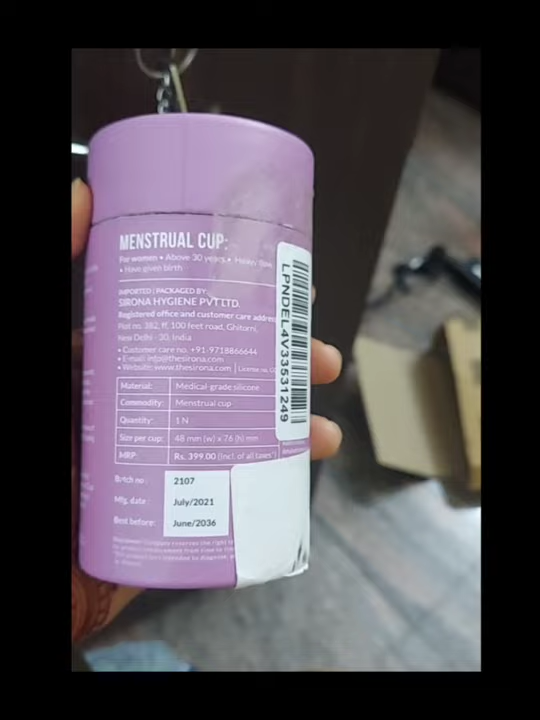 MENSTRUAL CUP:
For women • Above 30 years • Heavy flow
• Have given birth
IMPORTED | PACKAGED BY:
SIRONA HYGIENE PVT LTD.
Registered office and customer care address
Plot no. 382, ff, 100 feet road, Ghitorni,
New Delhi - 30, India
• Customer care no. +91-9718866644
• E-mail: info@thesirona.com
• Website: www.thesirona.com | License no.
Material: Medical-grade silicone
Commodity: Menstrual cup
Quantity: 1 N
Size per cup: 48 mm (w) x 76 (h) mm
MRP: Rs. 399.00 (Incl. of all taxes*)
Batch no: 2107
Mfg. date: July/2021
Best before: June/2036
LPNDEL4V33531249